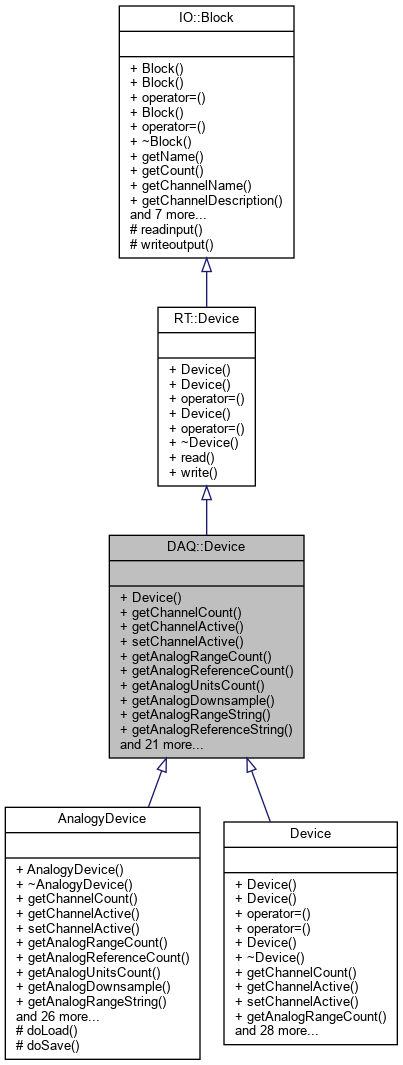 IO::Block
+ Block()
+ Block()
+ operator=()
+ Block()
+ operator=()
+ ~Block()
+ getName()
+ getCount()
+ getChannelName()
+ getChannelDescription()
and 7 more...
# readinput()
# writeoutput()
RT::Device
+ Device()
+ Device()
+ operator=()
+ Device()
+ operator=()
+ ~Device()
+ read()
+ write()
DAQ::Device
+ Device()
+ getChannelCount()
+ getChannelActive()
+ setChannelActive()
+ getAnalogRangeCount()
+ getAnalogReferenceCount()
+ getAnalogUnitsCount()
+ getAnalogDownsample()
+ getAnalogRangeString()
+ getAnalogReferenceString()
and 21 more...
AnalogyDevice
+ AnalogyDevice()
+ ~AnalogyDevice()
+ getChannelCount()
+ getChannelActive()
+ setChannelActive()
+ getAnalogRangeCount()
+ getAnalogReferenceCount()
+ getAnalogUnitsCount()
+ getAnalogDownsample()
+ getAnalogRangeString()
and 26 more...
# doLoad()
# doSave()
Device
+ Device()
+ Device()
+ operator=()
+ operator=()
+ Device()
+ ~Device()
+ getChannelCount()
+ getChannelActive()
+ setChannelActive()
+ getAnalogRangeCount()
and 28 more...